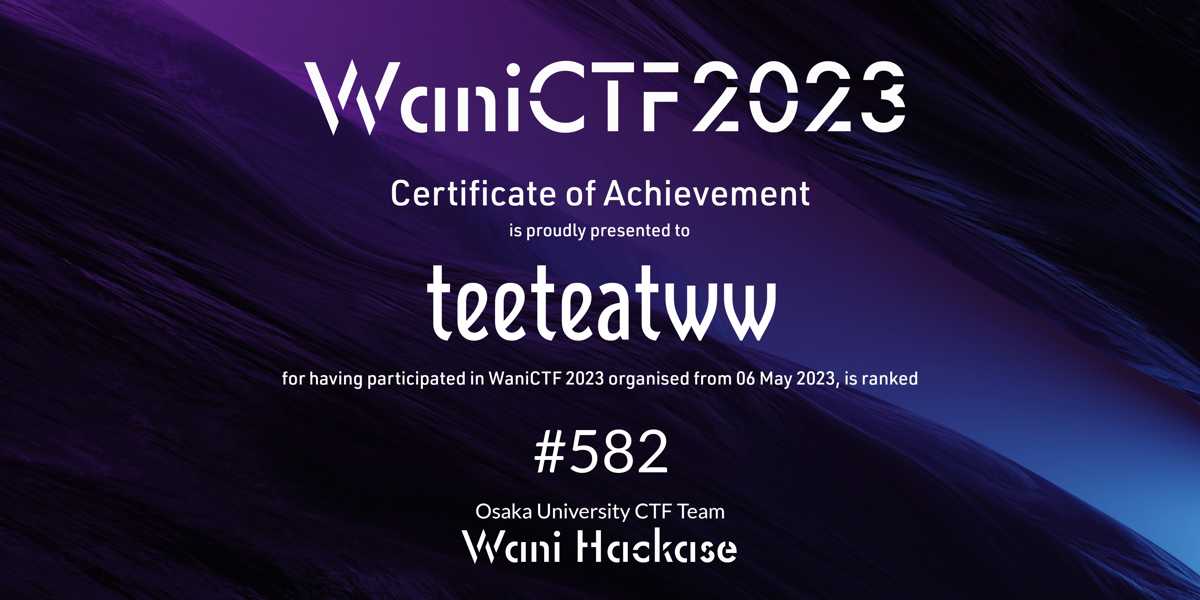 WaniCTF2023
Certificate of Achievement
is proudly presented to
teeteatww
for having participated in WaniCTF 2023 organised from 06 May 2023, is ranked
#582
Osaka University CTF Team
Wani Hackase